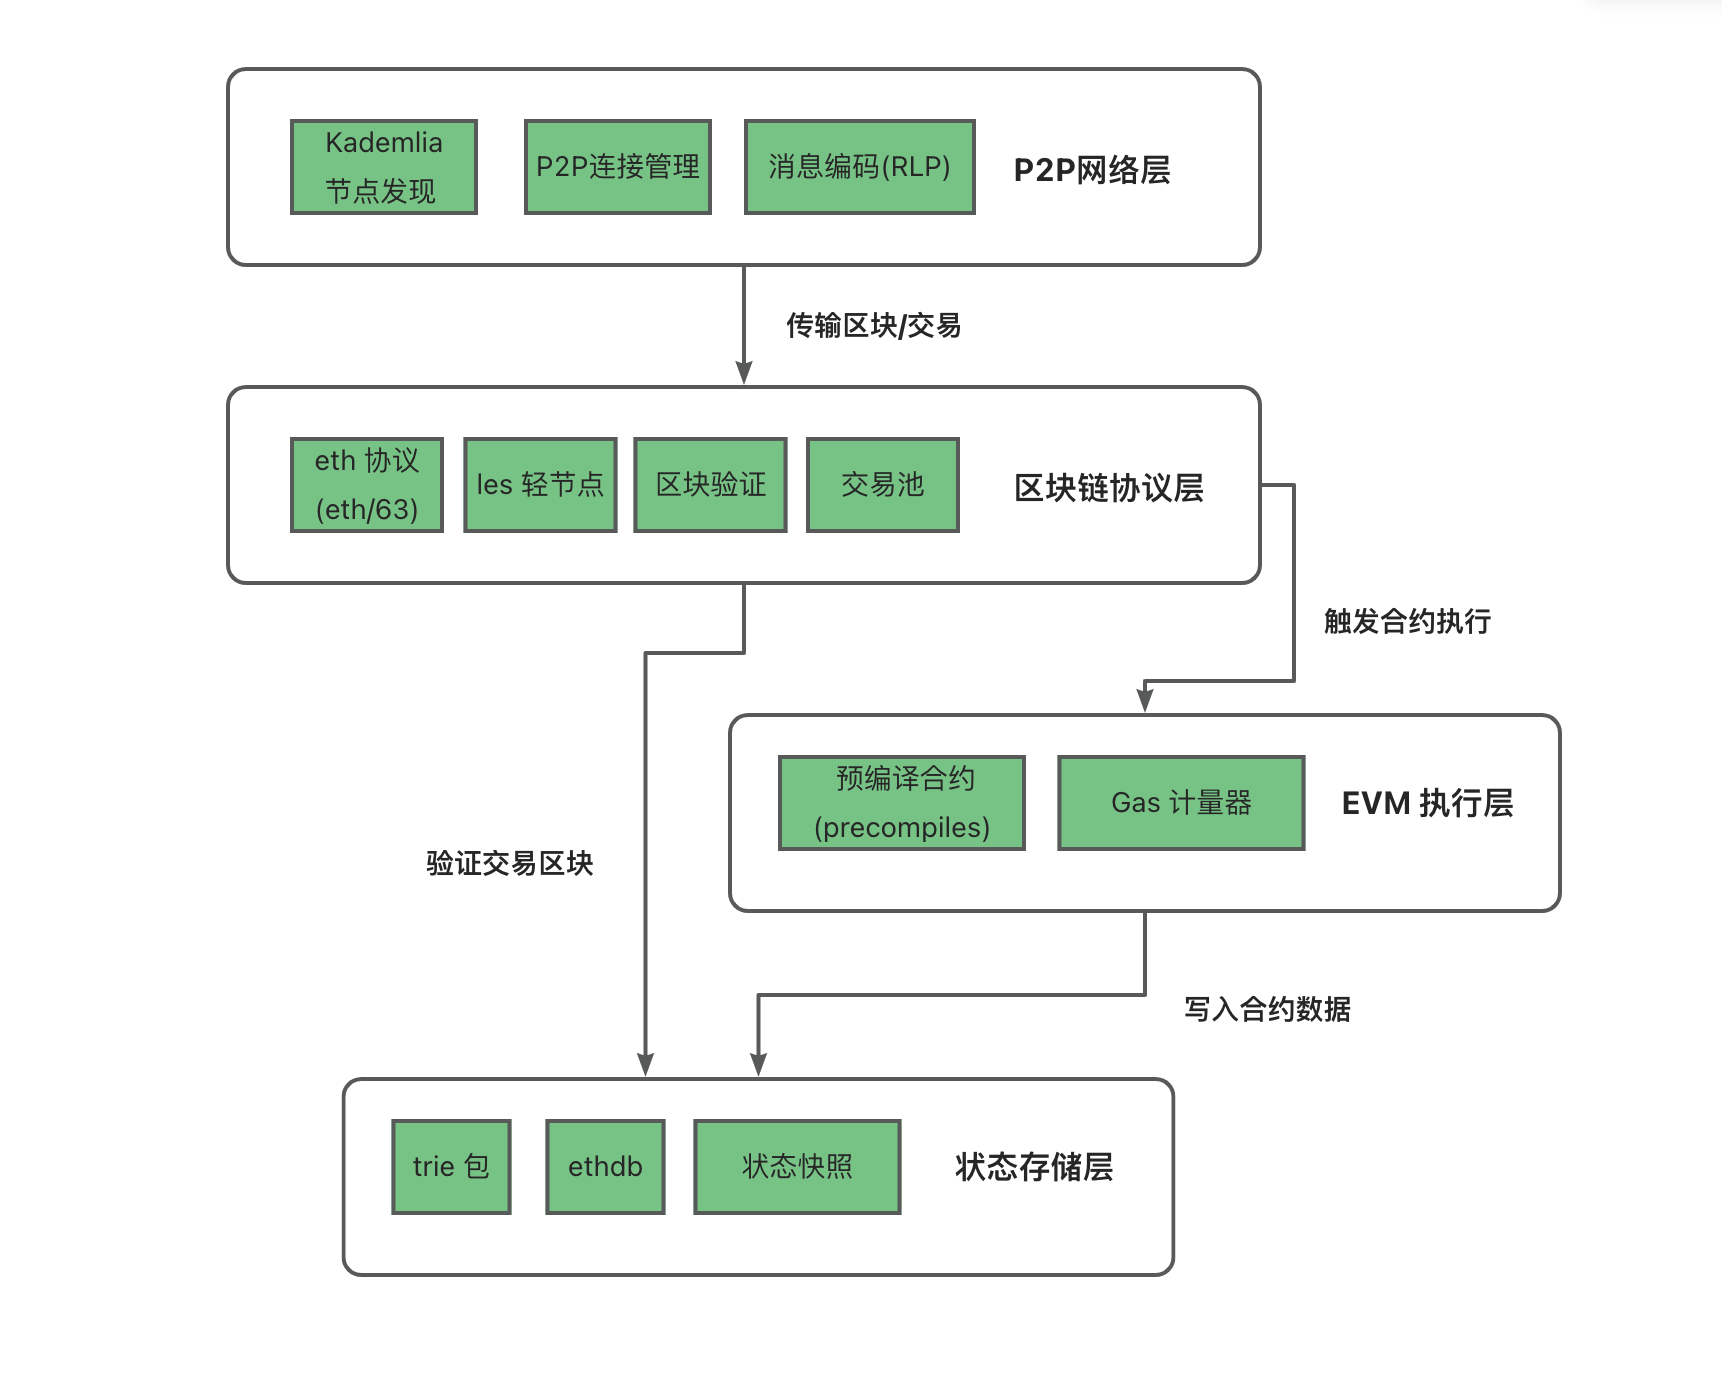 Kademlia
节点发现
P2P连接管理
消息编码(RLP)
P2P网络层
传输区块/交易
eth 协议
(eth/63)
les 轻节点
区块验证
交易池
区块链协议层
触发合约执行
预编译合约
(precompiles)
Gas 计量器
EVM 执行层
验证交易区块
写入合约数据
trie 包
ethdb
状态快照
状态存储层